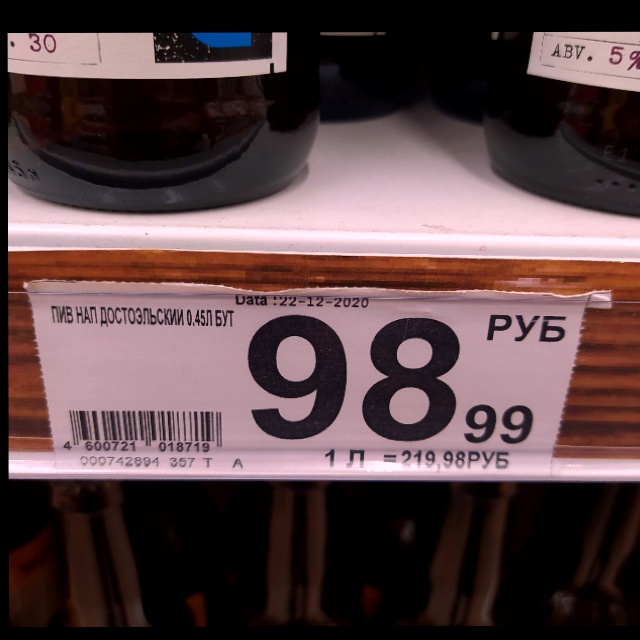 . 30
ABV. 5%
Data :22-12-2020
ПИВ НАП ДОСТОЭЛЬСКИЙ 0.45Л БУТ
98 99 РУБ
4 600721 018719
000742894 357 Т А
1 Л =219,98РУБ